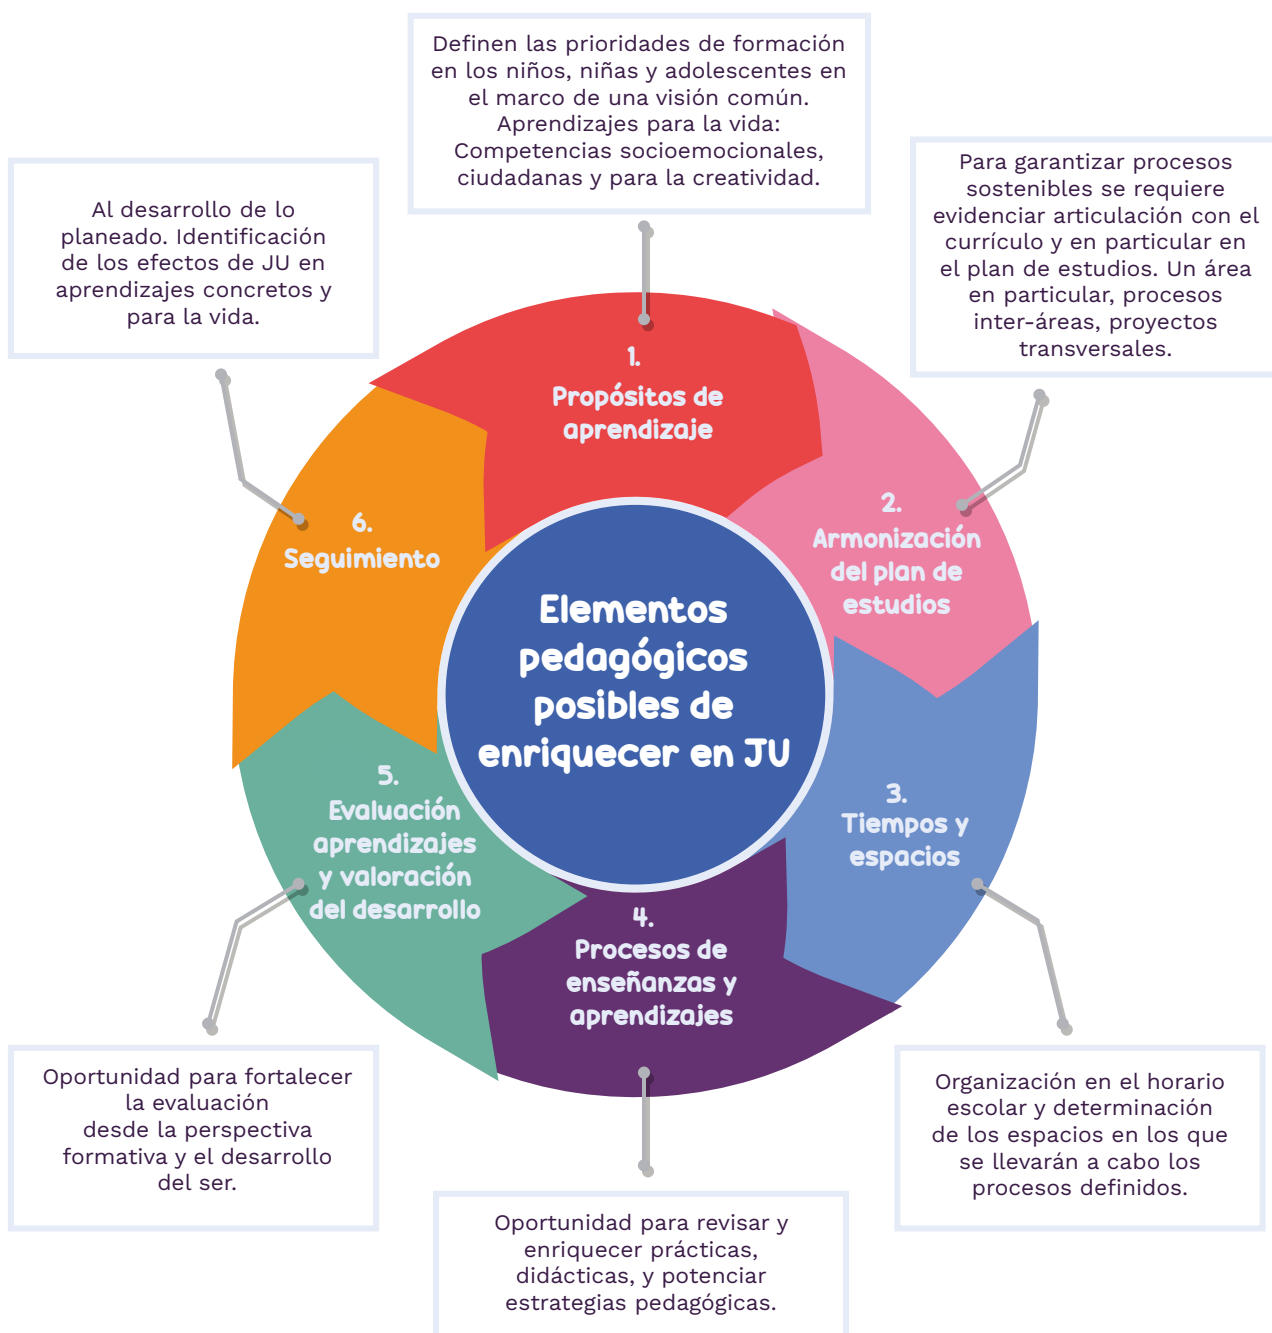 Definen las prioridades de formación
en los niños, niñas y adolescentes en
el marco de una visión común.
Aprendizajes para la vida:
Competencias socioemocionales,
ciudadanas y para la creatividad.
Para garantizar procesos
sostenibles se requiere
evidenciar articulación con el
currículo y en particular en
el plan de estudios. Un área
en particular, procesos
inter-áreas, proyectos
transversales.
Al desarrollo de lo
planeado. Identificación
de los efectos de JU en
aprendizajes concretos y
para la vida.
1.
Propósitos de
aprendizaje
2.
Armonización
del plan de
estudios
6.
Seguimiento
Elementos
pedagógicos
posibles de
enriquecer en JU
3.
Tiempos y
espacios
5.
Evaluación
aprendizajes
y valoración
del desarrollo
4.
Procesos de
enseñanzas y
aprendizajes
Oportunidad para fortalecer
la evaluación
desde la perspectiva
formativa y el desarrollo
del ser.
Organización en el horario
escolar y determinación
de los espacios en los que
se llevarán a cabo los
procesos definidos.
Oportunidad para revisar y
enriquecer prácticas,
didácticas, y potenciar
estrategias pedagógicas.